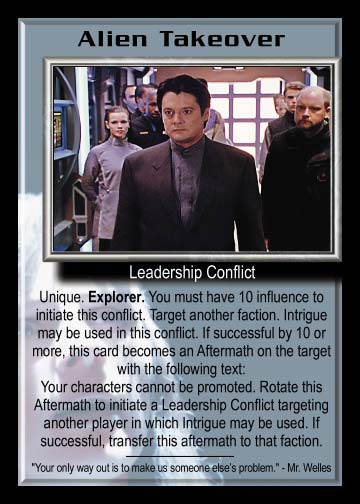 Alien Takeover
Leadership Conflict
Unique. Explorer. You must have 10 influence to
initiate this conflict. Target another faction. Intrigue
may be used in this conflict. If successful by 10 or
more, this card becomes an Aftermath on the target
with the following text:
Your characters cannot be promoted. Rotate this
Aftermath to initiate a Leadership Conflict targeting
another player in which Intrigue may be used. If
successful, transfer this aftermath to that faction.
"Your only way out is to make us someone else's problem." - Mr. Welles